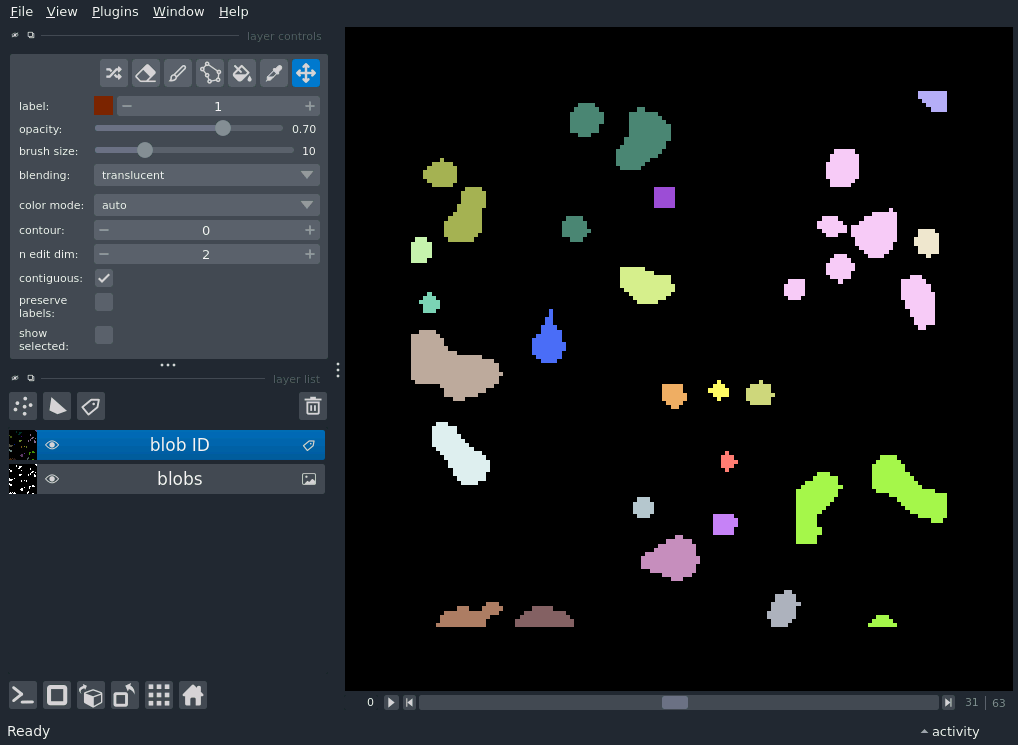 File View Plugins Window Help
layer controls
label: 1
opacity: 0.70
brush size: 10
blending: translucent
color mode: auto
contour: 0
n edit dim: 2
contiguous:
preserve
labels:
show
selected:
layer list
blob ID
blobs
0 31 63
Ready activity